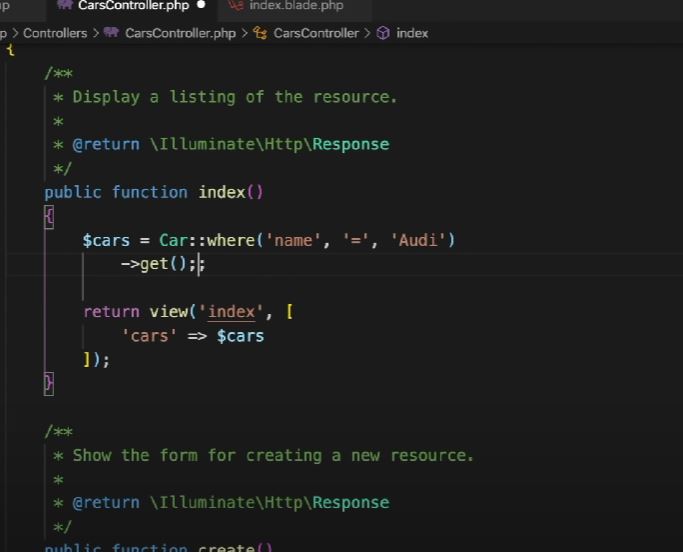 p CarsController.php ● index.blade.php
p > Controllers > CarsController.php > CarsController > index
{
/**
* Display a listing of the resource.
*
* @return \Illuminate\Http\Response
*/
public function index()
{
$cars = Car::where('name', '=', 'Audi')
->get();;
return view('index', [
'cars' => $cars
]);
}
/**
* Show the form for creating a new resource.
*
* @return \Illuminate\Http\Response
*/
public function create()